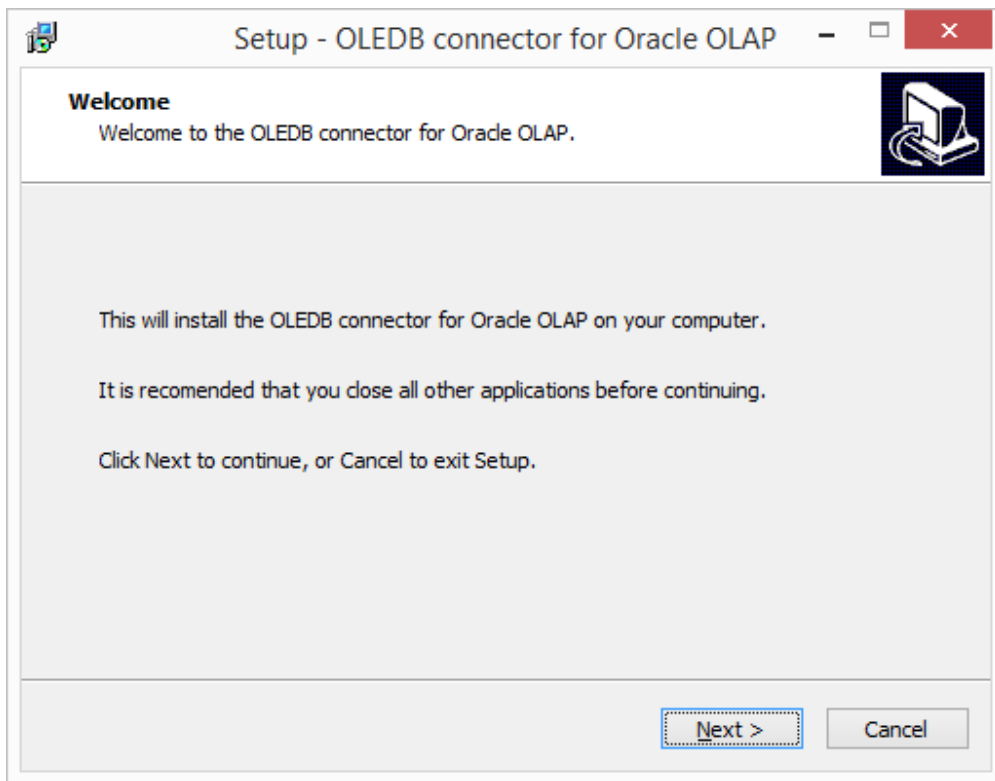 Setup - OLEDB connector for Oracle OLAP
Welcome
Welcome to the OLEDB connector for Oracle OLAP.
This will install the OLEDB connector for Oracle OLAP on your computer.
It is recomended that you close all other applications before continuing.
Click Next to continue, or Cancel to exit Setup.
Next >
Cancel